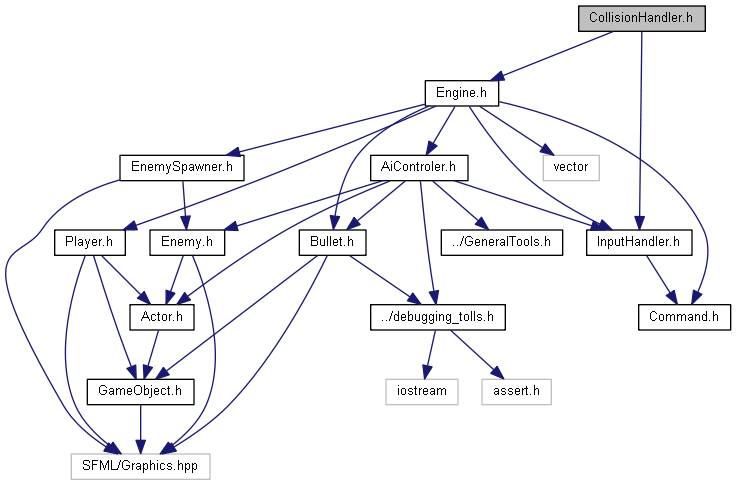 CollisionHandler.h
Engine.h
EnemySpawner.h
AiControler.h
vector
Player.h
Enemy.h
Bullet.h
../GeneralTools.h
InputHandler.h
Actor.h
../debugging_tolls.h
Command.h
GameObject.h
iostream
assert.h
SFML/Graphics.hpp